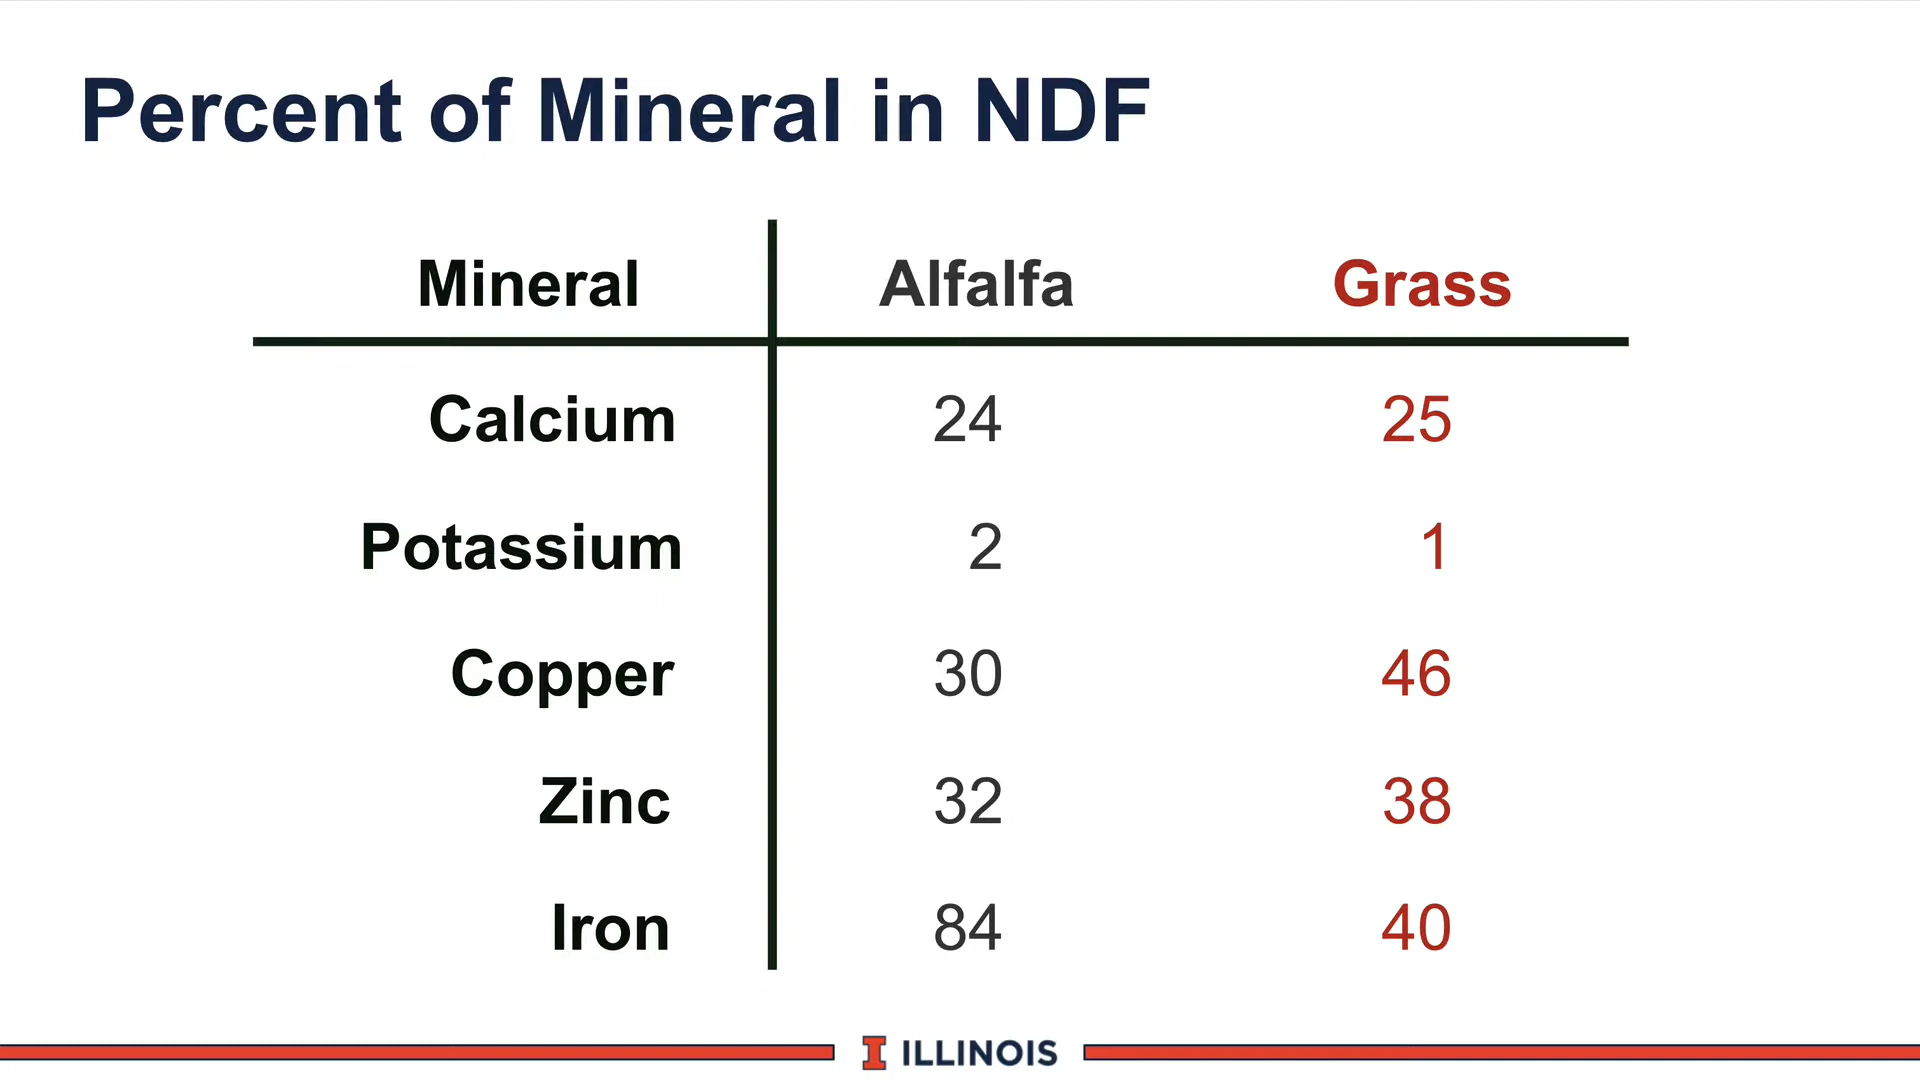 Percent of Mineral in NDF
Mineral Alfalfa Grass
Calcium 24 25
Potassium 2 1
Copper 30 46
Zinc 32 38
Iron 84 40
I ILLINOIS